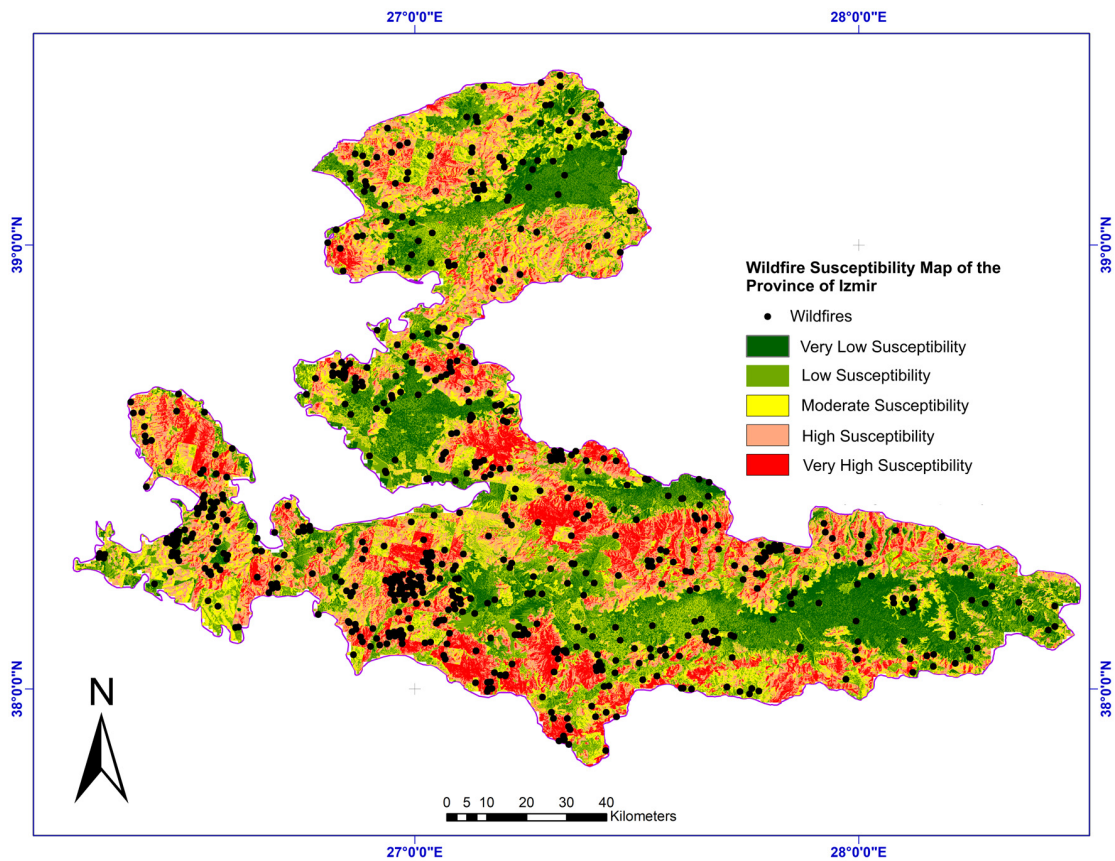 27°0'0"E
28°0'0"E
39°0'0"N
39°0'0"N
Wildfire Susceptibility Map of the
Province of Izmir
Wildfires
Very Low Susceptibility
Low Susceptibility
Moderate Susceptibility
High Susceptibility
Very High Susceptibility
38°0'0"N
38°0'0"N
N
0 5 10 20 30 40
Kilometers
27°0'0"E
28°0'0"E